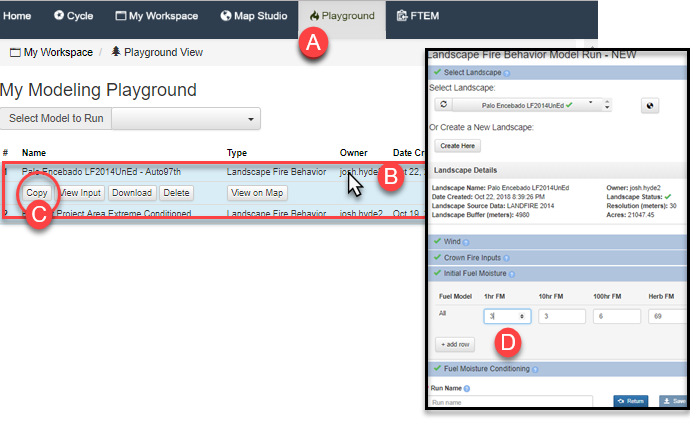 Home Cycle My Workspace Map Studio Playground FTEM
A
My Workspace / Playground View
My Modeling Playground
Select Model to Run
# Name Type Owner Date Cr
1 Palo Encebado LF2014UnEd - Auto97th Landscape Fire Behavior josh.hyde2 Oct 22,
B
Copy View Input Download Delete View on Map
C
2 Project Area Extreme Conditioned Landscape Fire Behavior josh.hyde2 Oct 19,
Landscape Fire Behavior Model Run - NEW
Select Landscape
Select Landscape:
Palo Encebado LF2014UnEd
Or Create a New Landscape:
Create Here
Landscape Details
Landscape Name: Palo Encebado LF2014UnEd Owner: josh.hyde2
Date Created: Oct 22, 2018 8:39:26 PM Landscape Status:
Landscape Source Data: LANDFIRE 2014 Resolution (meters): 30
Landscape Buffer (meters): 4980 Acres: 21047.45
Wind
Crown Fire Inputs
Initial Fuel Moisture
Fuel Model 1hr FM 10hr FM 100hr FM Herb FM
All 3 3 6 69
D
+ add row
Fuel Moisture Conditioning
* Run Name
Run name Return Save